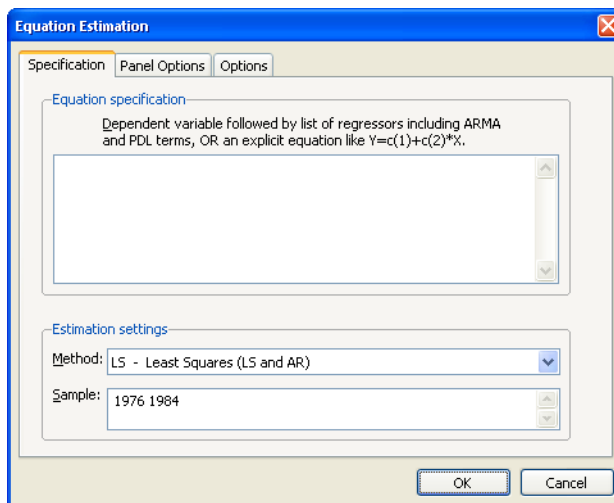 Equation Estimation
Specification Panel Options Options
Equation specification
Dependent variable followed by list of regressors including ARMA
and PDL terms, OR an explicit equation like Y=c(1)+c(2)*X.
Estimation settings
Method: LS - Least Squares (LS and AR)
Sample: 1976 1984
OK Cancel